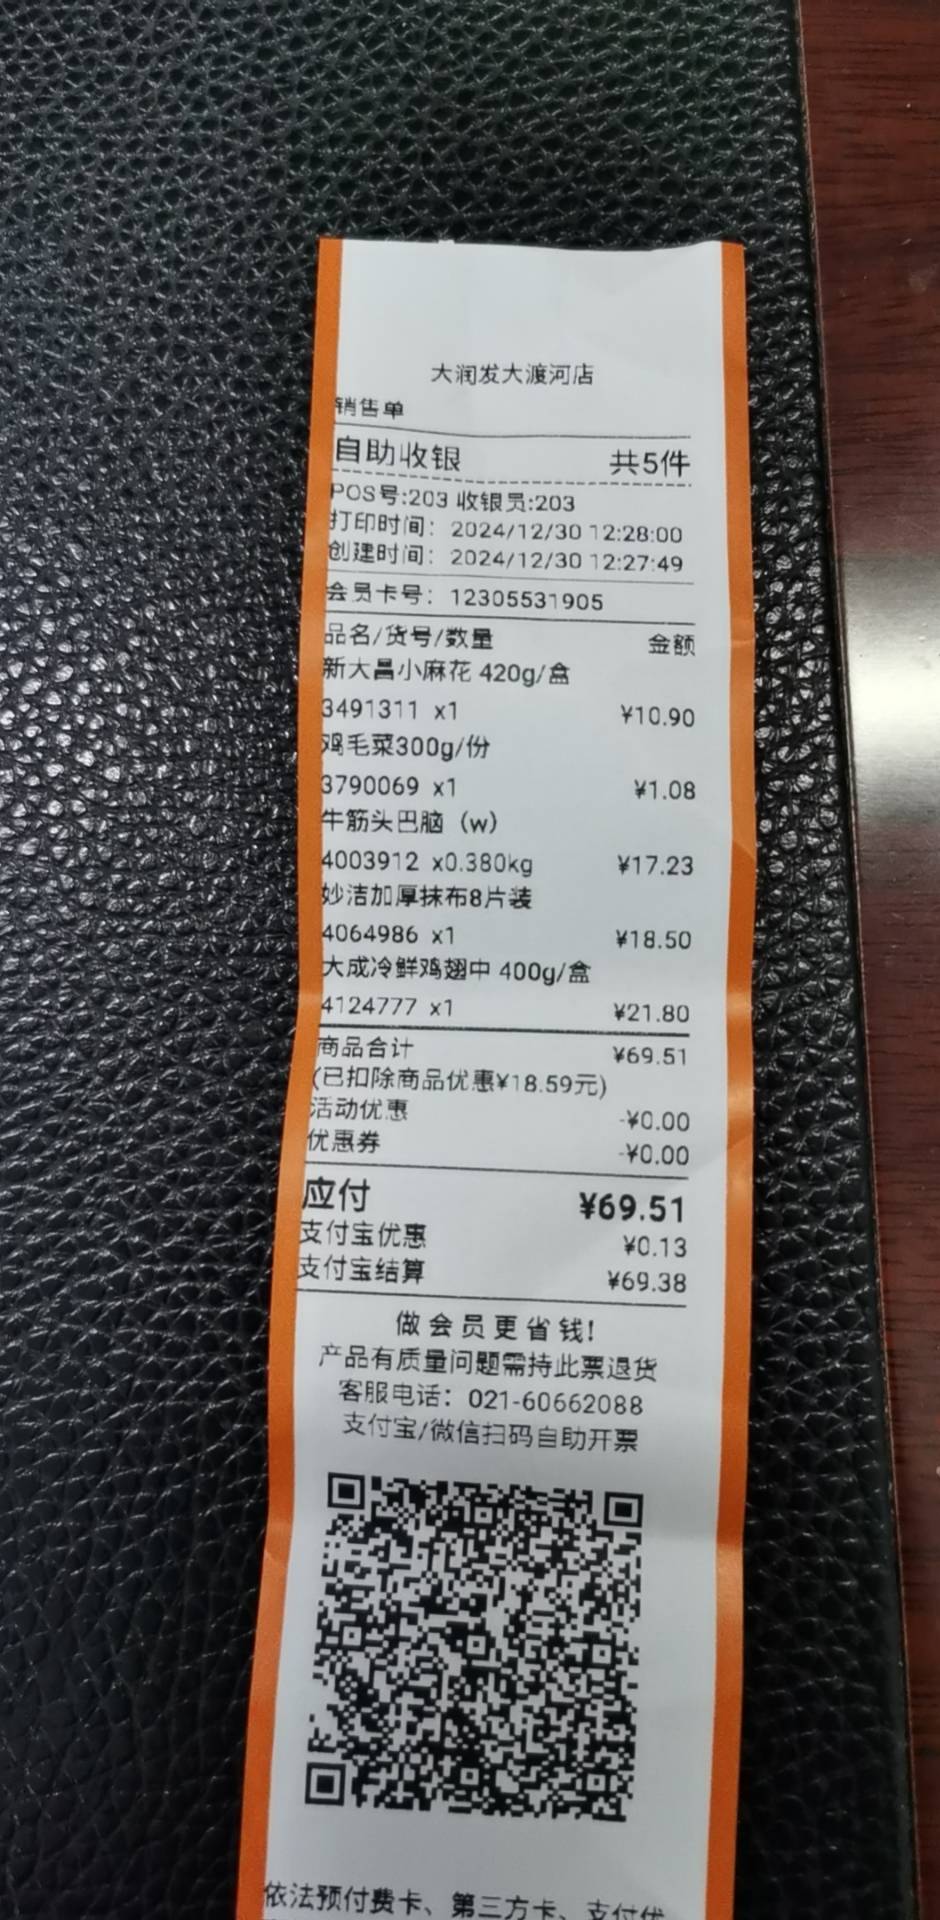 大润发大渡河店
销售单
自助收银 共5件
POS号:203 收银员:203
打印时间: 2024/12/30 12:28:00
创建时间: 2024/12/30 12:27:49
会员卡号: 12305531905
品名/货号/数量 金额
新大昌小麻花 420g/盒
3491311 x1 ¥10.90
鸡毛菜300g/份
3790069 x1 ¥1.08
牛筋头巴脑（w）
4003912 x0.380kg ¥17.23
妙洁加厚抹布8片装
4064986 x1 ¥18.50
大成冷鲜鸡翅中 400g/盒
4124777 x1 ¥21.80
商品合计 ¥69.51
(已扣除商品优惠¥18.59元)
活动优惠 -¥0.00
优惠券 -¥0.00
应付 ¥69.51
支付宝优惠 ¥0.13
支付宝结算 ¥69.38
做会员更省钱!
产品有质量问题需持此票退货
客服电话: 021-60662088
支付宝/微信扫码自助开票
依法预付费卡、第三方卡、支付优